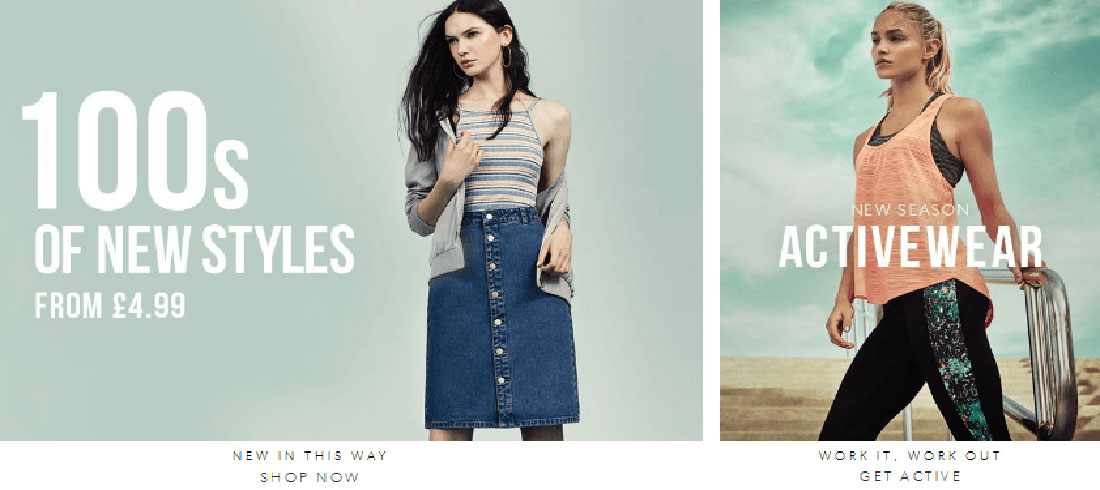 100s
OF NEW STYLES
FROM £4.99
NEW IN THIS WAY
SHOP NOW
NEW SEASON
ACTIVEWEAR
WORK IT, WORK OUT
GET ACTIVE